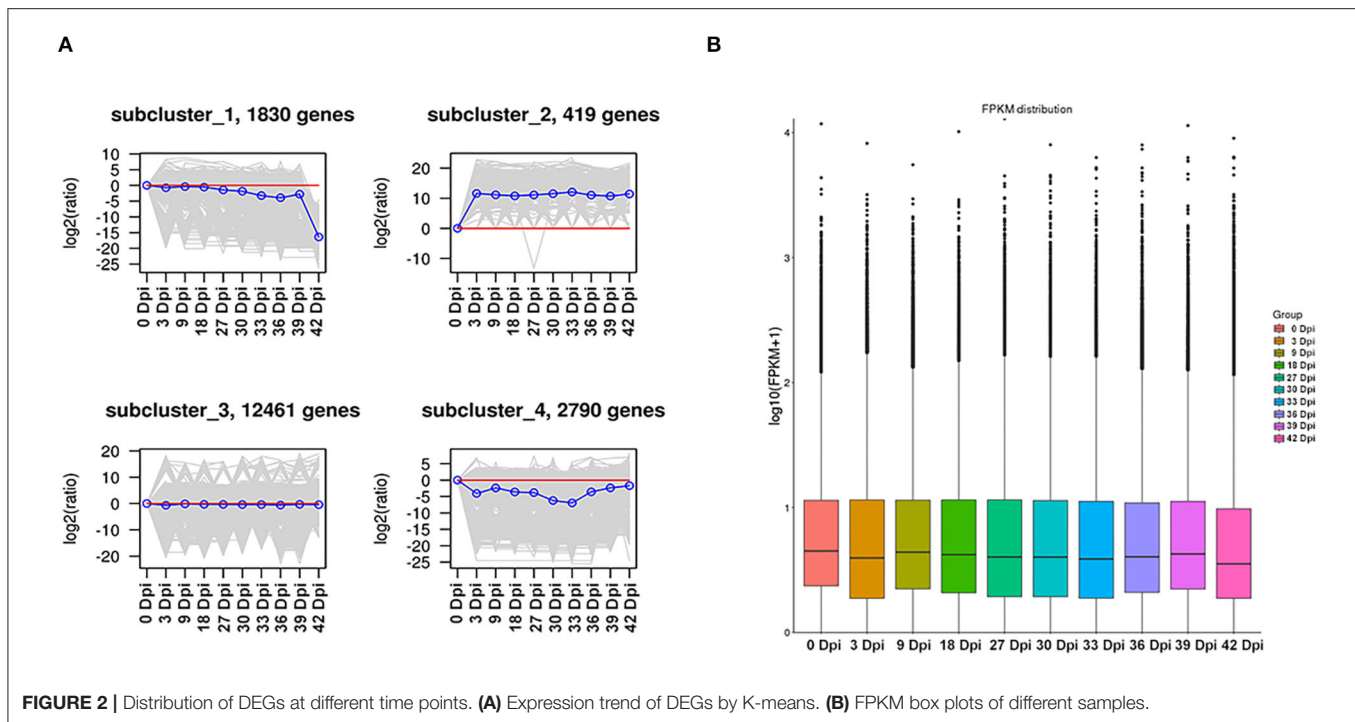 A
B
subcluster_1, 1830 genes
log2(ratio)
10
5
0
-5
-10
-15
-20
-25
0 Dpi
3 Dpi
9 Dpi
18 Dpi
27 Dpi
30 Dpi
33 Dpi
36 Dpi
39 Dpi
42 Dpi
subcluster_2, 419 genes
log2(ratio)
20
10
0
-10
0 Dpi
3 Dpi
9 Dpi
18 Dpi
27 Dpi
30 Dpi
33 Dpi
36 Dpi
39 Dpi
42 Dpi
subcluster_3, 12461 genes
log2(ratio)
20
10
0
-10
-20
0 Dpi
3 Dpi
9 Dpi
18 Dpi
27 Dpi
30 Dpi
33 Dpi
36 Dpi
39 Dpi
42 Dpi
subcluster_4, 2790 genes
log2(ratio)
5
0
-5
-10
-15
-20
-25
0 Dpi
3 Dpi
9 Dpi
18 Dpi
27 Dpi
30 Dpi
33 Dpi
36 Dpi
39 Dpi
42 Dpi
FPKM distribution
log10(FPKM+1)
4
3
2
1
0
0 Dpi 3 Dpi 9 Dpi 18 Dpi 27 Dpi 30 Dpi 33 Dpi 36 Dpi 39 Dpi 42 Dpi
Group
0 Dpi
3 Dpi
9 Dpi
18 Dpi
27 Dpi
30 Dpi
33 Dpi
36 Dpi
39 Dpi
42 Dpi
FIGURE 2 | Distribution of DEGs at different time points. (A) Expression trend of DEGs by K-means. (B) FPKM box plots of different samples.